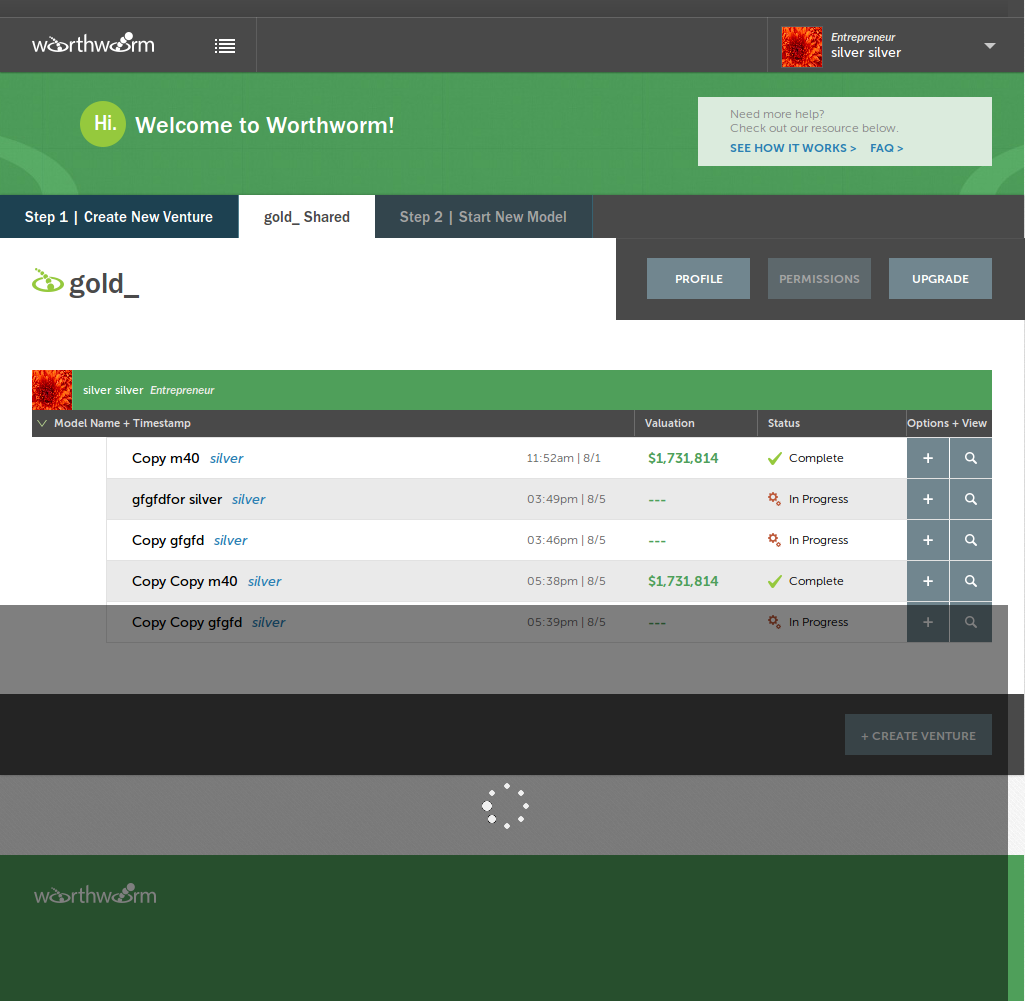 worthworm
Entrepreneur
silver silver
Hi. Welcome to Worthworm!
Need more help?
Check out our resource below.
SEE HOW IT WORKS > FAQ >
Step 1 | Create New Venture gold_ Shared Step 2 | Start New Model
gold_
PROFILE PERMISSIONS UPGRADE
silver silver Entrepreneur
Model Name + Timestamp Valuation Status Options + View
Copy m40 silver 11:52am | 8/1 $1,731,814 Complete +
gfgfdfor silver silver 03:49pm | 8/5 --- In Progress +
Copy gfgfd silver 03:46pm | 8/5 --- In Progress +
Copy Copy m40 silver 05:38pm | 8/5 $1,731,814 Complete +
Copy Copy gfgfd silver 05:39pm | 8/5 --- In Progress +
+ CREATE VENTURE
worthworm